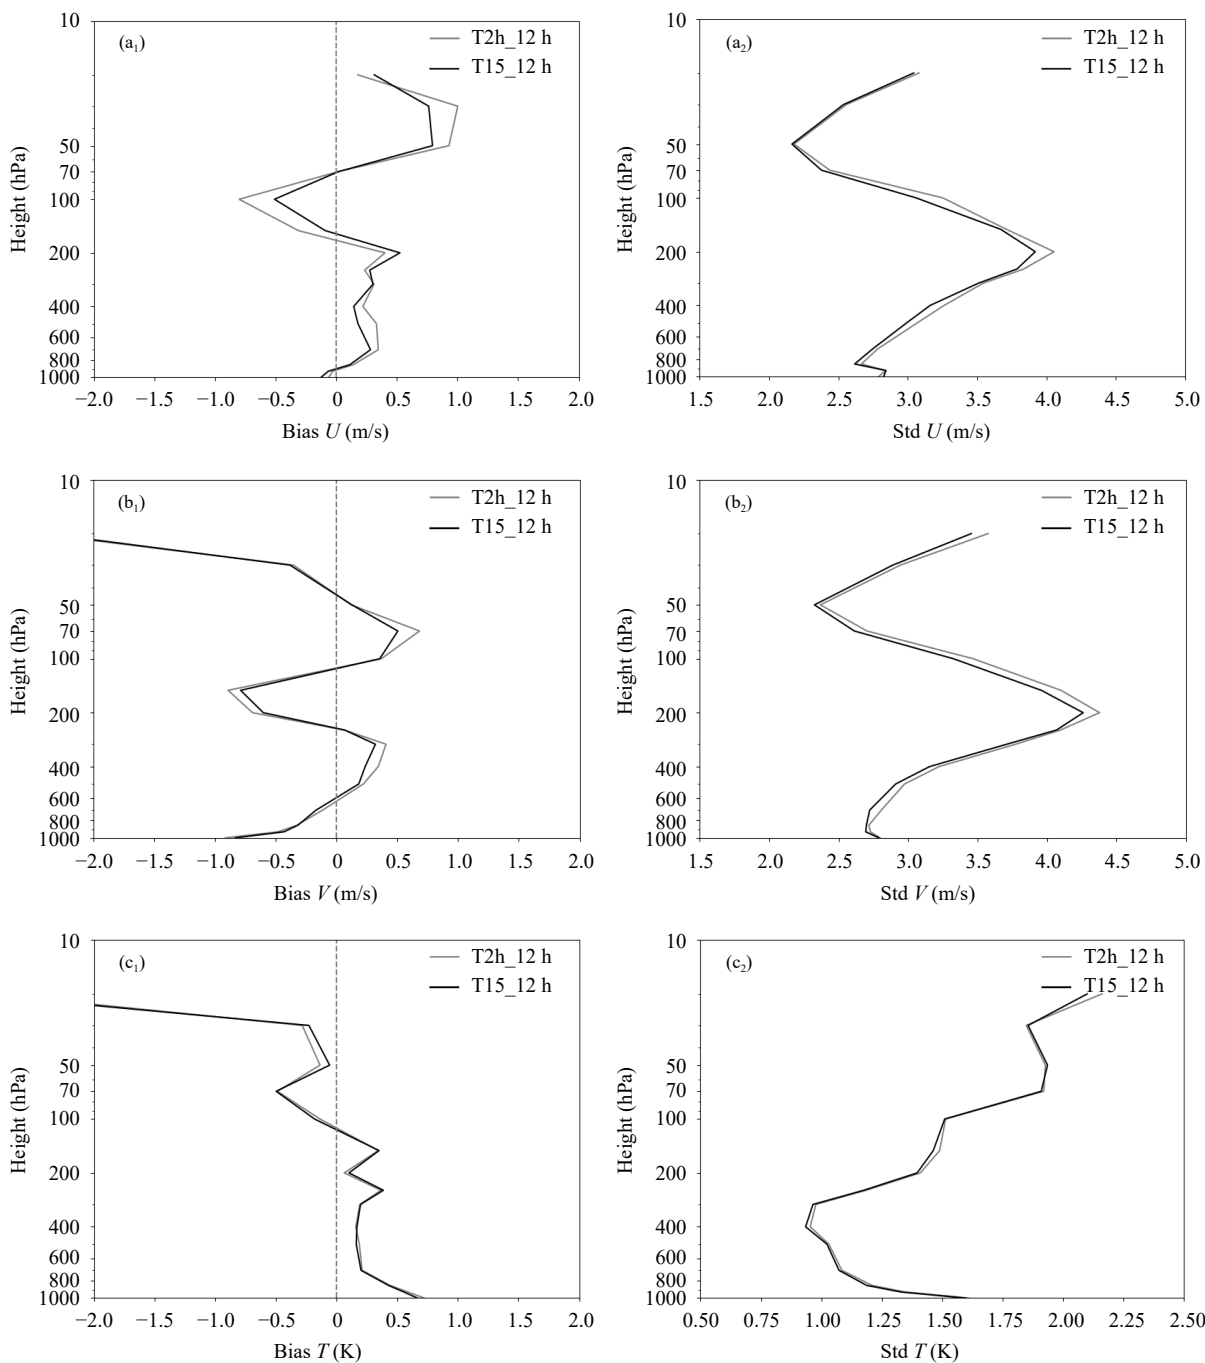 (a₁)
T2h_12 h
T15_12 h
Height (hPa)
10
50
70
100
200
400
600
800
1000
−2.0 −1.5 −1.0 −0.5 0 0.5 1.0 1.5 2.0
Bias U (m/s)
(a₂)
T2h_12 h
T15_12 h
Height (hPa)
10
50
70
100
200
400
600
800
1000
1.5 2.0 2.5 3.0 3.5 4.0 4.5 5.0
Std U (m/s)
(b₁)
T2h_12 h
T15_12 h
Height (hPa)
10
50
70
100
200
400
600
800
1000
−2.0 −1.5 −1.0 −0.5 0 0.5 1.0 1.5 2.0
Bias V (m/s)
(b₂)
T2h_12 h
T15_12 h
Height (hPa)
10
50
70
100
200
400
600
800
1000
1.5 2.0 2.5 3.0 3.5 4.0 4.5 5.0
Std V (m/s)
(c₁)
T2h_12 h
T15_12 h
Height (hPa)
10
50
70
100
200
400
600
800
1000
−2.0 −1.5 −1.0 −0.5 0 0.5 1.0 1.5 2.0
Bias T (K)
(c₂)
T2h_12 h
T15_12 h
Height (hPa)
10
50
70
100
200
400
600
800
1000
0.50 0.75 1.00 1.25 1.50 1.75 2.00 2.25 2.50
Std T (K)